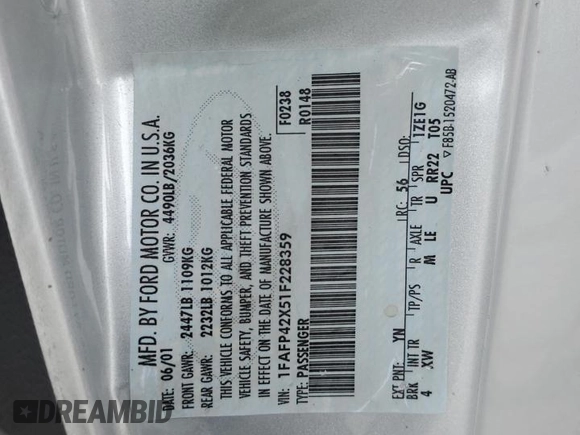 MFD. BY FORD MOTOR CO. IN U.S.A.
06/01 GVWR: 4490LB/2036KG
FRONT GAWR: 2447LB 1109KG
REAR GAWR: 2232LB 1012KG
THIS VEHICLE CONFORMS TO ALL APPLICABLE FEDERAL MOTOR
VEHICLE SAFETY, BUMPER, AND THEFT PREVENTION STANDARDS
IN EFFECT ON THE DATE OF MANUFACTURE SHOWN ABOVE.
VIN: 1FAFP42X51F228359 F0238
TYPE: PASSENGER R0148
EXT PNT: YN RC: 56 DSO:
BRK INT TR TP/PS R AXLE TR SPR 1ZE1G
4 XW M LE U RR22 T05
UPC F85B-1520472-AB
DREAMBID